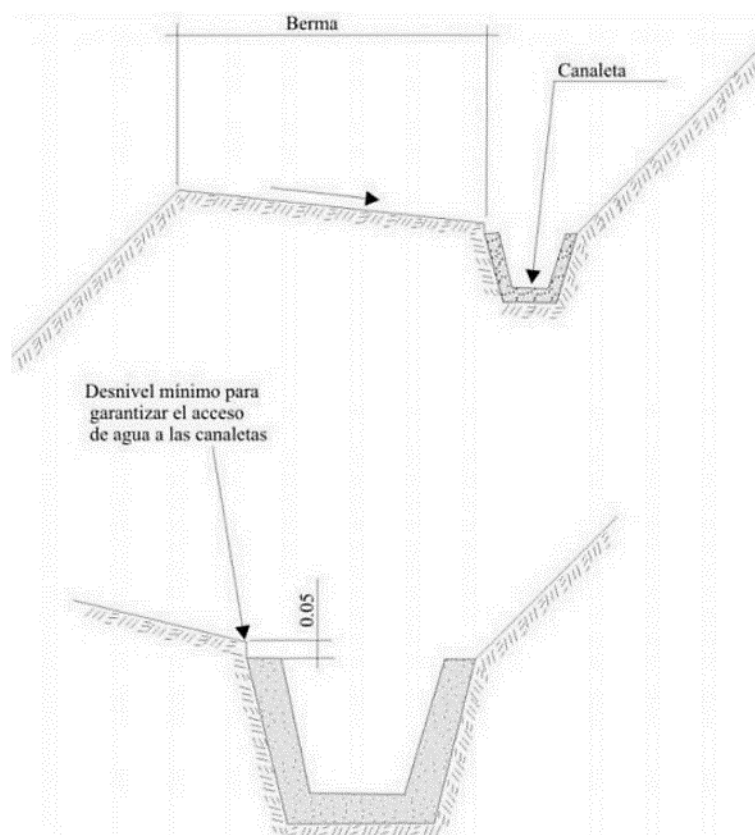 Berma
Canaleta
Desnivel mínimo para
garantizar el acceso
de agua a las canaletas
0.05